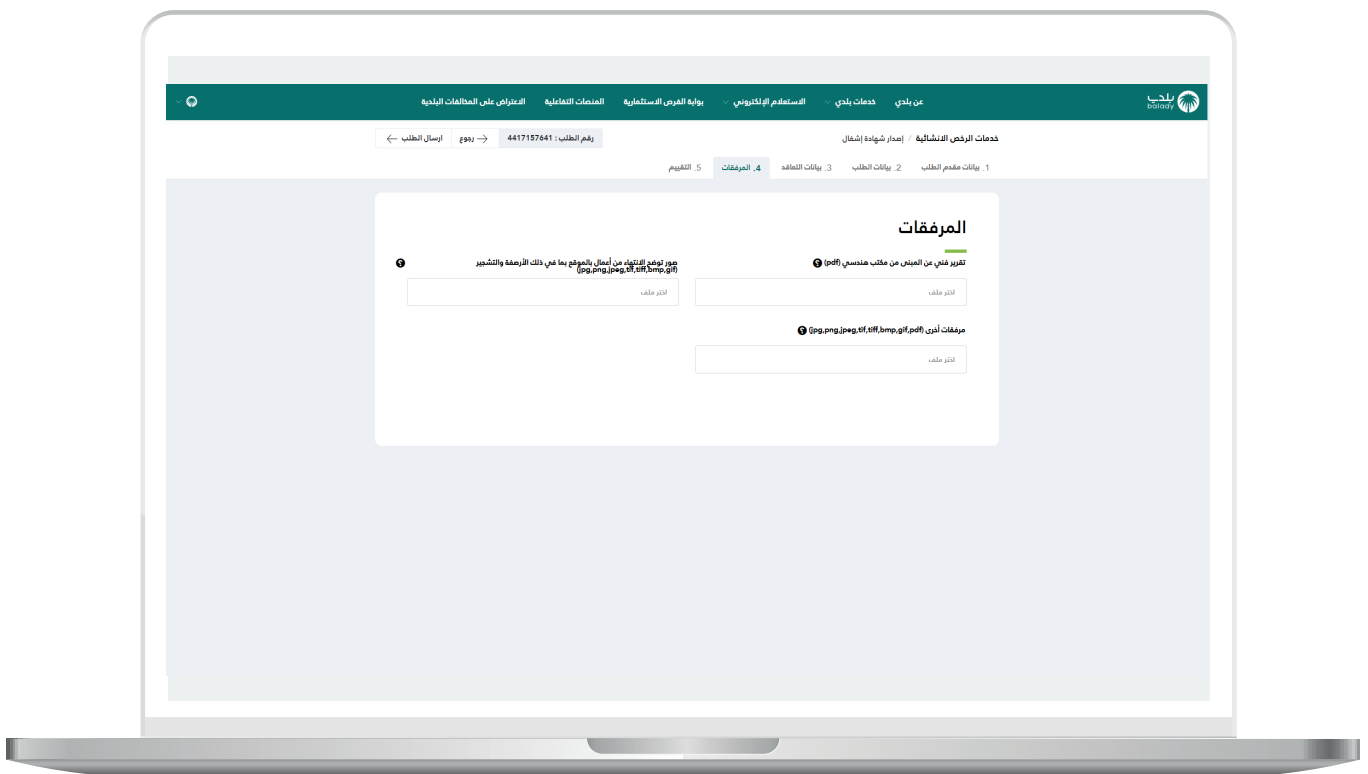 بلدي
balady
عن بلدي
خدمات بلدي
الاستعلام الإلكتروني
بوابة الفرص الاستثمارية
المنصات التفاعلية
الاعتراض على المخالفات البلدية
خدمات الرخص الانشائية / إصدار شهادة إشغال
رقم الطلب : 4417157641
رجوع
ارسال الطلب
1. بيانات مقدم الطلب
2. بيانات الطلب
3. بيانات التعاقد
4. المرفقات
5. التقييم
المرفقات
تقرير فني عن المبنى من مكتب هندسي (pdf)
اختر ملف
صور توضح الانتهاء من أعمال بالموقع بما في ذلك الأرصفة والتشجير
(jpg,png,jpeg,tif,tiff,bmp,gif)
اختر ملف
مرفقات أخرى (jpg,png,jpeg,tif,tiff,bmp,gif,pdf)
اختر ملف